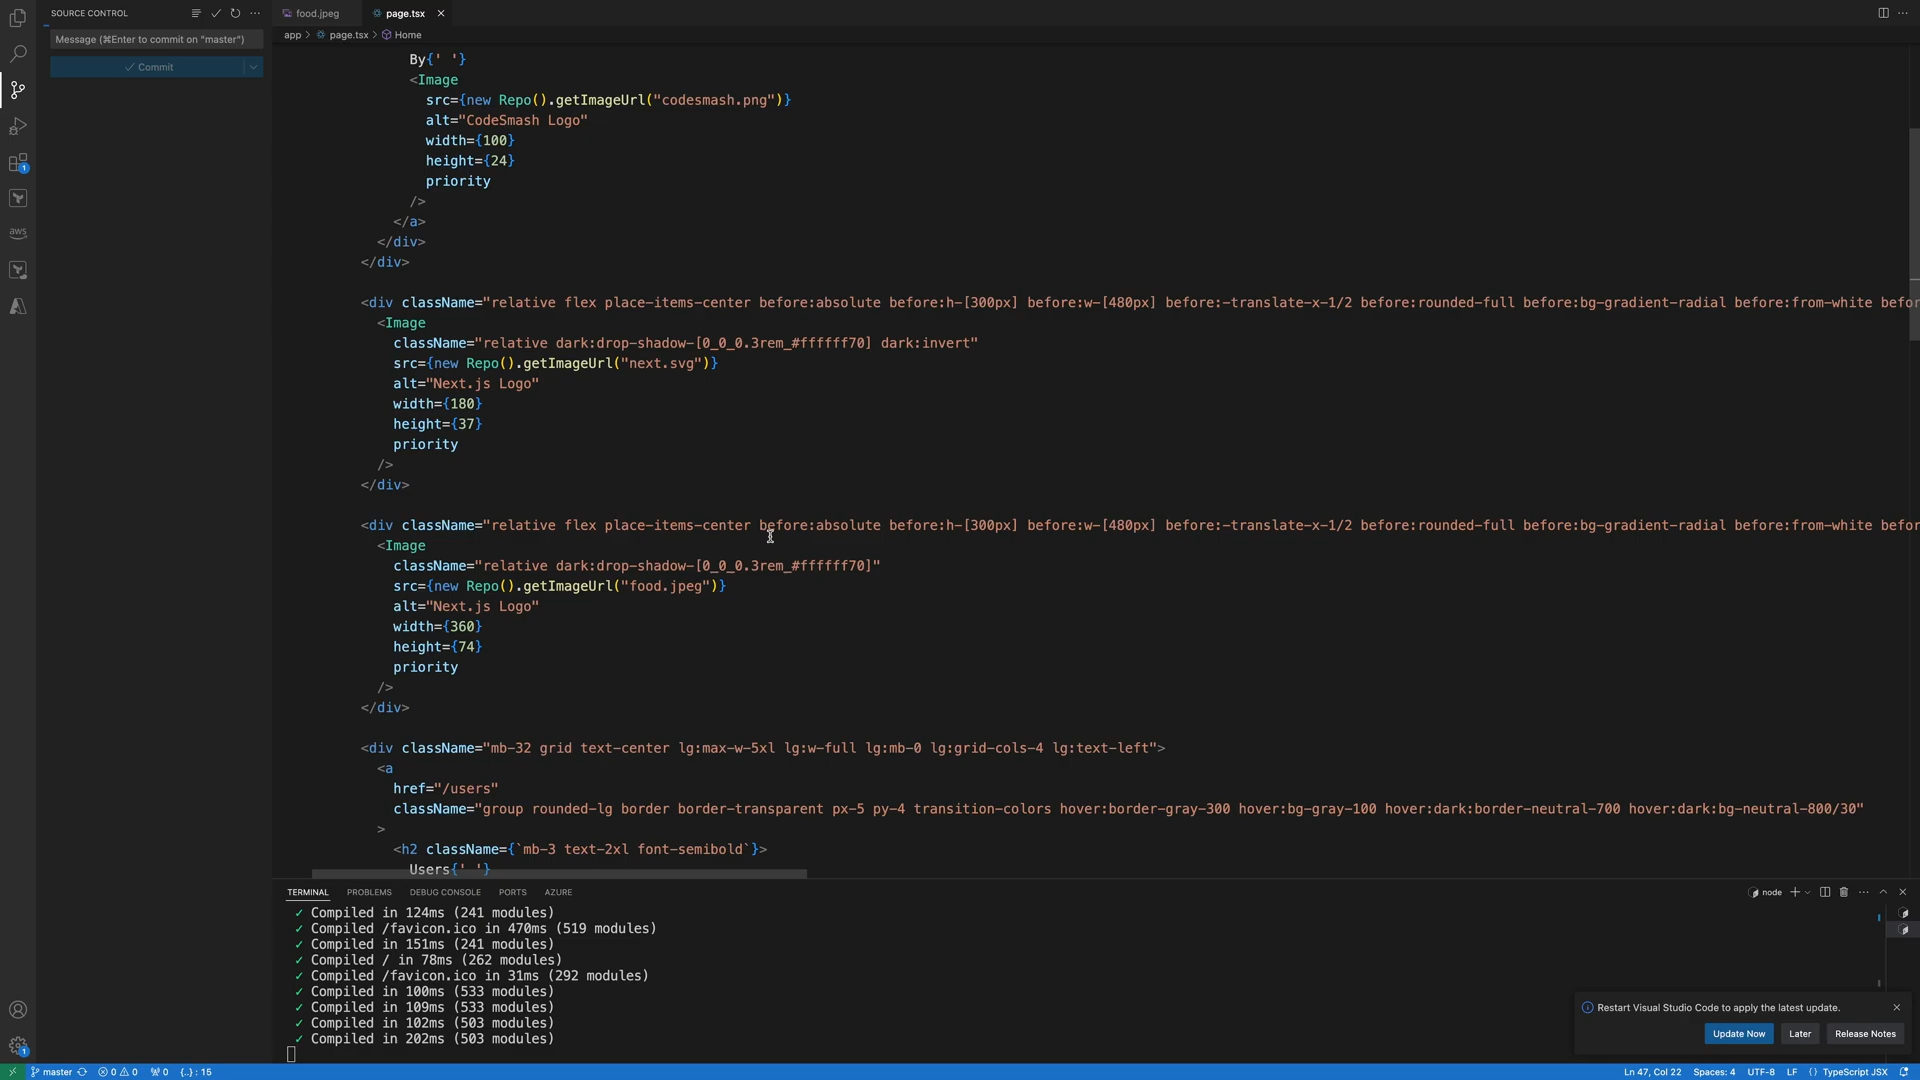 SOURCE CONTROL
food.jpeg
page.tsx
Message (⌘Enter to commit on "master")
app > page.tsx > Home
Commit
By{' '}
<Image
src={new Repo().getImageUrl("codesmash.png")}
alt="CodeSmash Logo"
width={100}
height={24}
priority
/>
</a>
</div>
</div>
<div className="relative flex place-items-center before:absolute before:h-[300px] before:w-[480px] before:-translate-x-1/2 before:rounded-full before:bg-gradient-radial before:from-white befor
<Image
className="relative dark:drop-shadow-[0_0_0.3rem_#ffffff70] dark:invert"
src={new Repo().getImageUrl("next.svg")}
alt="Next.js Logo"
width={180}
height={37}
priority
/>
</div>
<div className="relative flex place-items-center before:absolute before:h-[300px] before:w-[480px] before:-translate-x-1/2 before:rounded-full before:bg-gradient-radial before:from-white befor
<Image
className="relative dark:drop-shadow-[0_0_0.3rem_#ffffff70]"
src={new Repo().getImageUrl("food.jpeg")}
alt="Next.js Logo"
width={360}
height={74}
priority
/>
</div>
<div className="mb-32 grid text-center lg:max-w-5xl lg:w-full lg:mb-0 lg:grid-cols-4 lg:text-left">
<a
href="/users"
className="group rounded-lg border border-transparent px-5 py-4 transition-colors hover:border-gray-300 hover:bg-gray-100 hover:dark:border-neutral-700 hover:dark:bg-neutral-800/30"
>
<h2 className={`mb-3 text-2xl font-semibold`}>
Users{' '}
TERMINAL PROBLEMS DEBUG CONSOLE PORTS AZURE
node
✓ Compiled in 124ms (241 modules)
✓ Compiled /favicon.ico in 470ms (519 modules)
✓ Compiled in 151ms (241 modules)
✓ Compiled / in 78ms (262 modules)
✓ Compiled /favicon.ico in 31ms (292 modules)
✓ Compiled in 100ms (533 modules)
✓ Compiled in 109ms (533 modules)
✓ Compiled in 102ms (503 modules)
✓ Compiled in 202ms (503 modules)
aws
1
1
Restart Visual Studio Code to apply the latest update.
Update Now Later Release Notes
master 0 0 0 {..} : 15 Ln 47, Col 22 Spaces: 4 UTF-8 LF {} TypeScript JSX